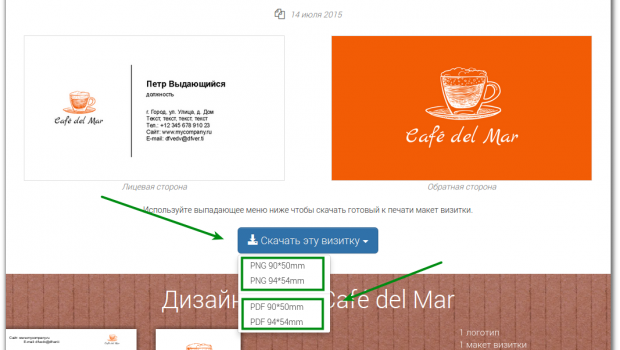 14 июля 2015
Café del Mar
Петр Выдающийся
должность
г. Город, ул. Улица, д. Дом
Текст, текст, текст, текст
Тел.: +12 345 678 910 23
Сайт: www.mycompany.ru
E-mail: dfvedv@dfver.li
Café del Mar
Лицевая сторона
Обратная сторона
Используйте выпадающее меню ниже чтобы скачать готовый к печати макет визитки.
Скачать эту визитку
PNG 90*50mm
PNG 94*54mm
PDF 90*50mm
PDF 94*54mm
Дизайн Café del Mar
1 логотип
1 макет визитки